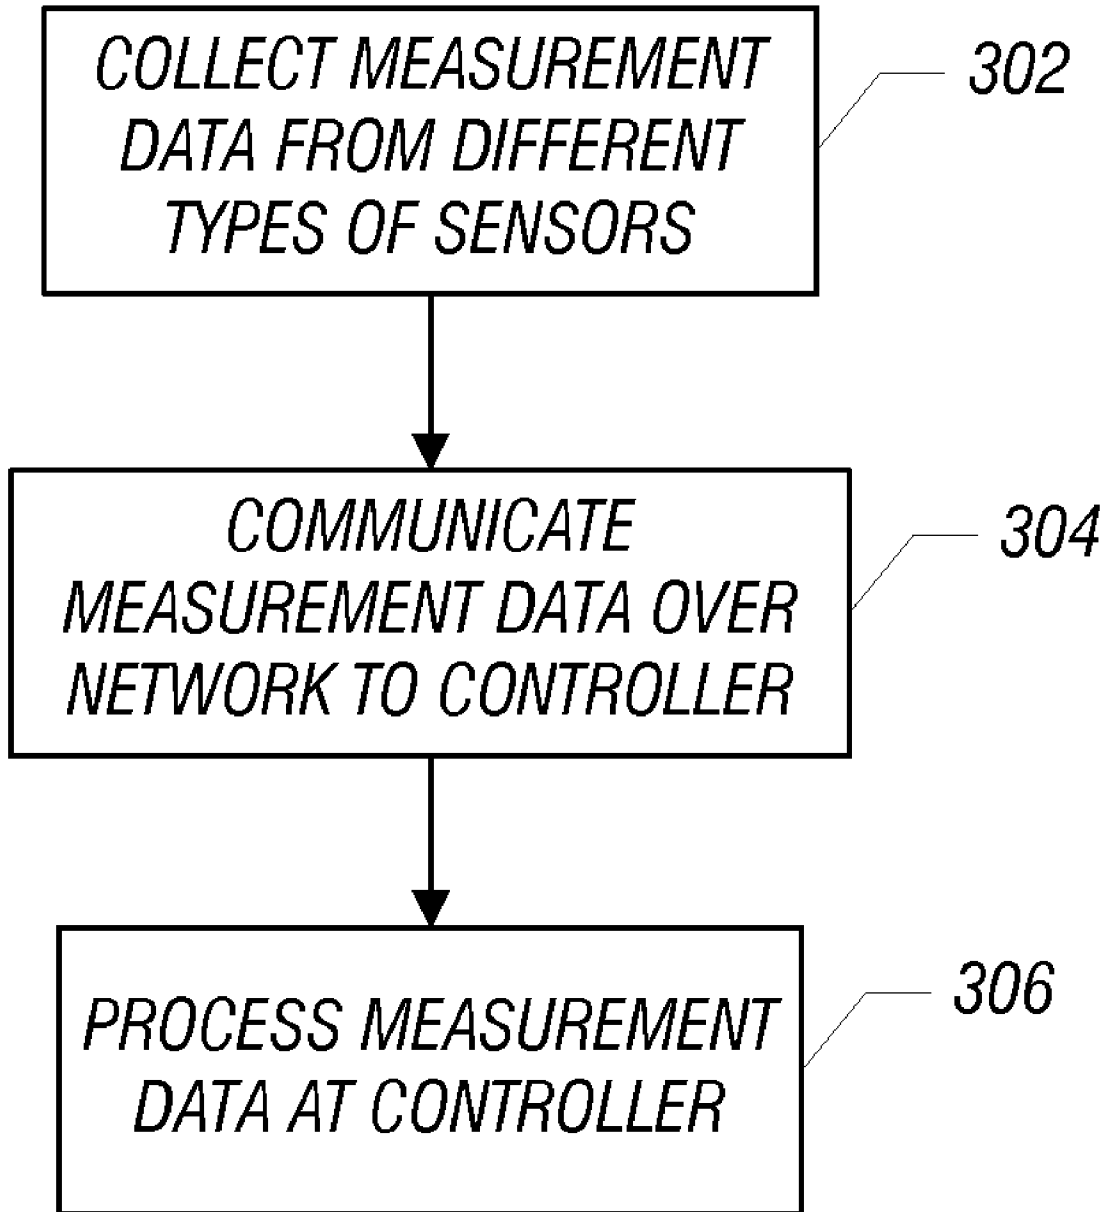 COLLECT MEASUREMENT
DATA FROM DIFFERENT
TYPES OF SENSORS
302
COMMUNICATE
MEASUREMENT DATA OVER
NETWORK TO CONTROLLER
304
PROCESS MEASUREMENT
DATA AT CONTROLLER
306